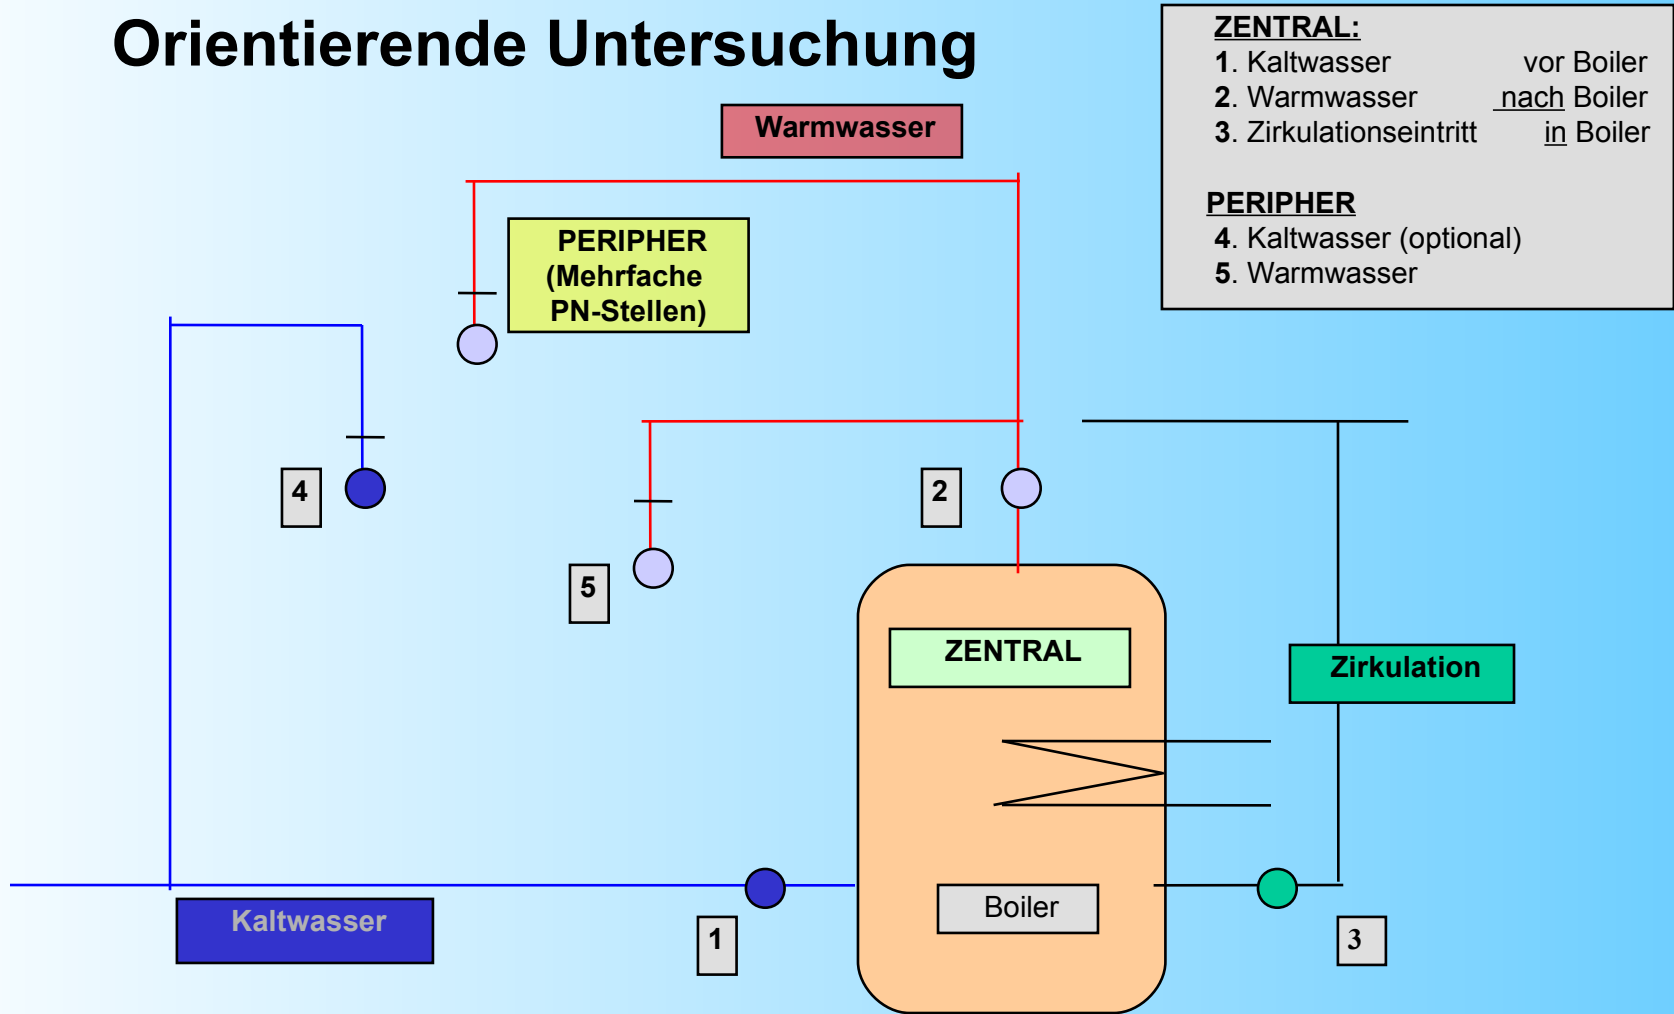 Orientierende Untersuchung
ZENTRAL:
1. Kaltwasser vor Boiler
2. Warmwasser nach Boiler
3. Zirkulationseintritt in Boiler
PERIPHER
4. Kaltwasser (optional)
5. Warmwasser
Warmwasser
PERIPHER
(Mehrfache
PN-Stellen)
4
2
5
ZENTRAL
Zirkulation
Kaltwasser
1
Boiler
3